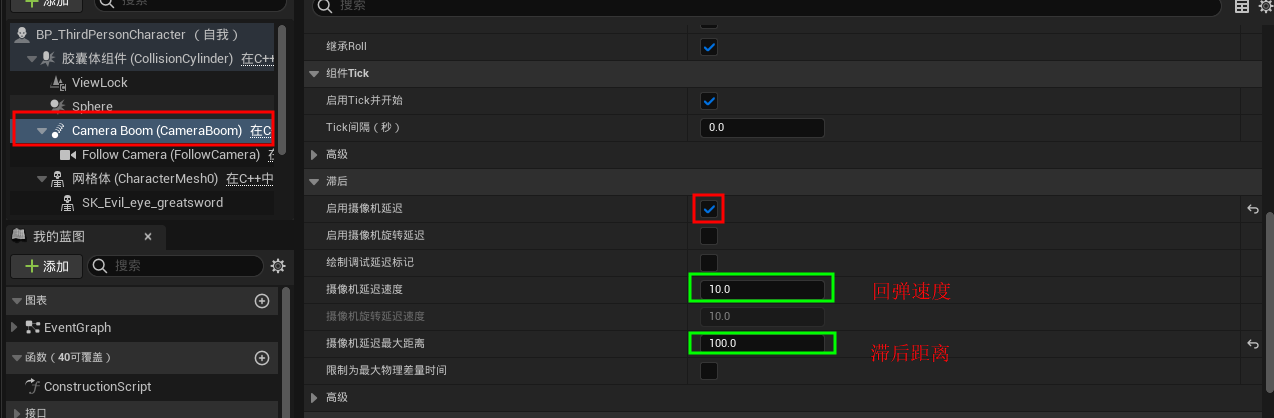 添加
搜索
搜索
BP_ThirdPersonCharacter （自我）
胶囊体组件 (CollisionCylinder) 在C++
ViewLock
Sphere
Camera Boom (CameraBoom) 在C
Follow Camera (FollowCamera)
网格体 (CharacterMesh0) 在C++中
SK_Evil_eye_greatsword
我的蓝图
添加
搜索
图表
EventGraph
函数（40可覆盖）
ConstructionScript
接口
继承Roll
组件Tick
启用Tick并开始
Tick间隔（秒） 0.0
高级
滞后
启用摄像机延迟
启用摄像机旋转延迟
绘制调试延迟标记
摄像机延迟速度 10.0 回弹速度
摄像机旋转延迟速度 10.0
摄像机延迟最大距离 100.0 滞后距离
限制为最大物理差量时间
高级